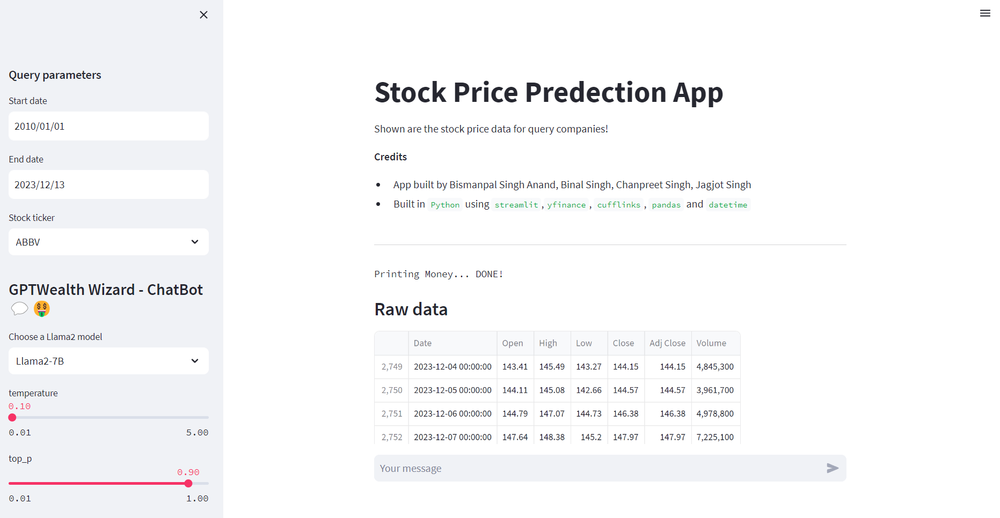 Query parameters
Start date
2010/01/01
End date
2023/12/13
Stock ticker
ABBV
GPTWealth Wizard - ChatBot
Choose a Llama2 model
Llama2-7B
temperature
0.10
0.01 5.00
top_p
0.90
0.01 1.00
Stock Price Predection App
Shown are the stock price data for query companies!
Credits
App built by Bismanpal Singh Anand, Binal Singh, Chanpreet Singh, Jagjot Singh
Built in Python using streamlit, yfinance, cufflinks, pandas and datetime
Printing Money... DONE!
Raw data
Date Open High Low Close Adj Close Volume
2,749 2023-12-04 00:00:00 143.41 145.49 143.27 144.15 144.15 4,845,300
2,750 2023-12-05 00:00:00 144.11 145.08 142.66 144.57 144.57 3,961,700
2,751 2023-12-06 00:00:00 144.79 147.07 144.73 146.38 146.38 4,978,800
2,752 2023-12-07 00:00:00 147.64 148.38 145.2 147.97 147.97 7,225,100
Your message